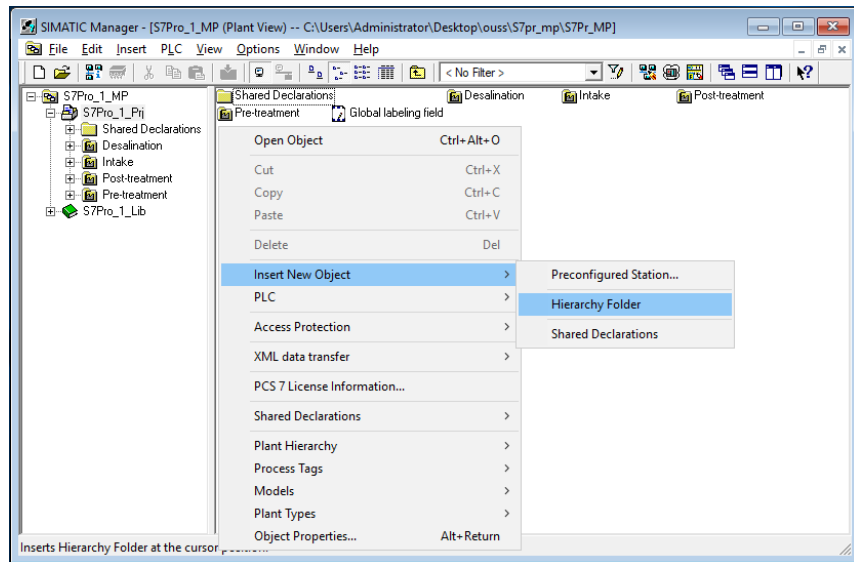 SIMATIC Manager - [S7Pro_1_MP (Plant View) -- C:\Users\Administrator\Desktop\ouss\S7pr_mp\S7Pr_MP]
File Edit Insert PLC View Options Window Help
< No Filter >
S7Pro_1_MP
S7Pro_1_Prj
Shared Declarations
Desalination
Intake
Post-treatment
Pre-treatment
S7Pro_1_Lib
Shared Declarations Desalination Intake Post-treatment
Pre-treatment Global labeling field
Open Object Ctrl+Alt+O
Cut Ctrl+X
Copy Ctrl+C
Paste Ctrl+V
Delete Del
Insert New Object >
PLC >
Access Protection >
XML data transfer >
PCS 7 License Information...
Shared Declarations >
Plant Hierarchy >
Process Tags >
Models >
Plant Types >
Object Properties... Alt+Return
Preconfigured Station...
Hierarchy Folder
Shared Declarations
Inserts Hierarchy Folder at the cursor